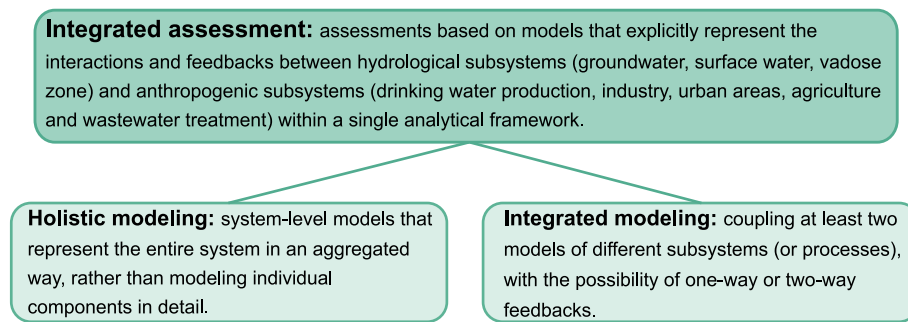 Integrated assessment: assessments based on models that explicitly represent the
interactions and feedbacks between hydrological subsystems (groundwater, surface water, vadose
zone) and anthropogenic subsystems (drinking water production, industry, urban areas, agriculture
and wastewater treatment) within a single analytical framework.
Holistic modeling: system-level models that
represent the entire system in an aggregated
way, rather than modeling individual
components in detail.
Integrated modeling: coupling at least two
models of different subsystems (or processes),
with the possibility of one-way or two-way
feedbacks.